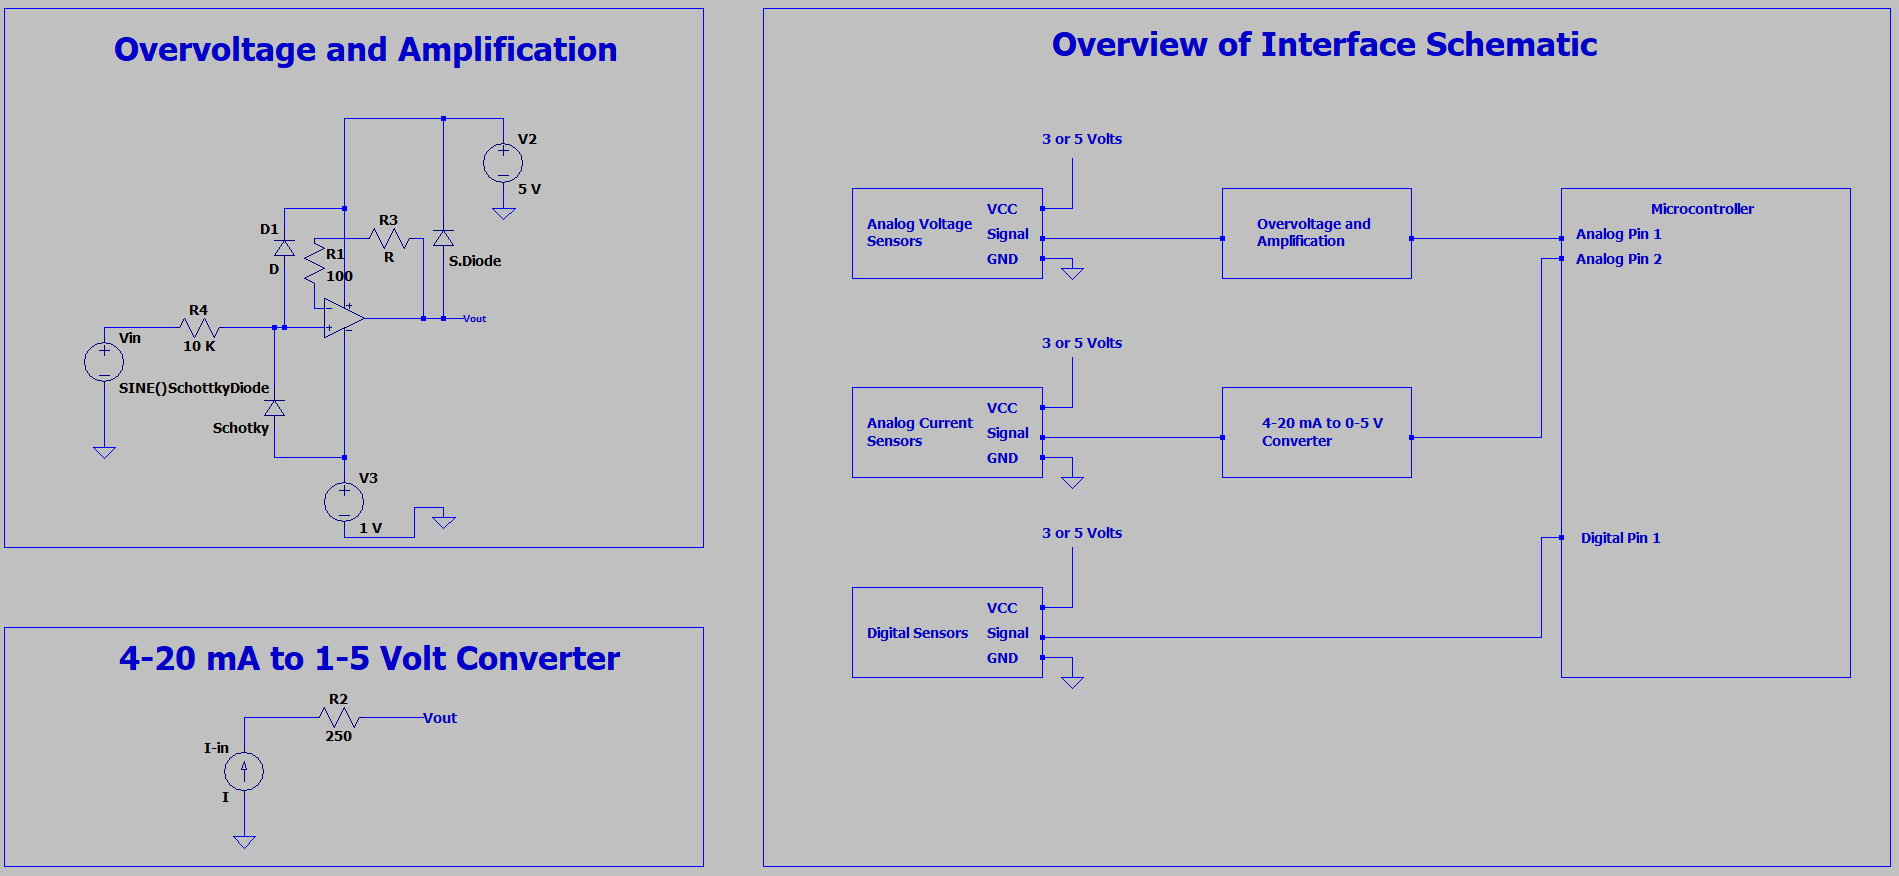 Overvoltage and Amplification
V2
5 V
D1
D
R3
R
R1
100
S.Diode
Vout
R4
10 K
Vin
SINE()SchottkyDiode
Schotky
V3
1 V
4-20 mA to 1-5 Volt Converter
R2
250
Vout
I-in
I
Overview of Interface Schematic
3 or 5 Volts
Analog Voltage
Sensors
VCC
Signal
GND
Overvoltage and
Amplification
Microcontroller
Analog Pin 1
Analog Pin 2
3 or 5 Volts
Analog Current
Sensors
VCC
Signal
GND
4-20 mA to 0-5 V
Converter
3 or 5 Volts
Digital Pin 1
Digital Sensors
VCC
Signal
GND